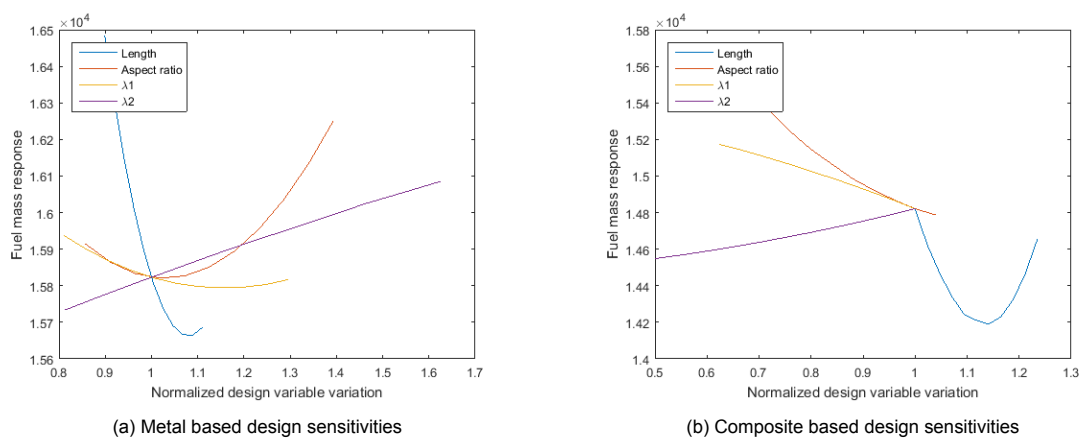 ×10⁴
1.65
1.64
1.63
1.62
1.61
1.6
1.59
1.58
1.57
1.56
Fuel mass response
Length
Aspect ratio
λ1
λ2
0.8 0.9 1 1.1 1.2 1.3 1.4 1.5 1.6 1.7
Normalized design variable variation
(a) Metal based design sensitivities
×10⁴
1.58
1.56
1.54
1.52
1.5
1.48
1.46
1.44
1.42
1.4
Fuel mass response
Length
Aspect ratio
λ1
λ2
0.5 0.6 0.7 0.8 0.9 1 1.1 1.2 1.3
Normalized design variable variation
(b) Composite based design sensitivities